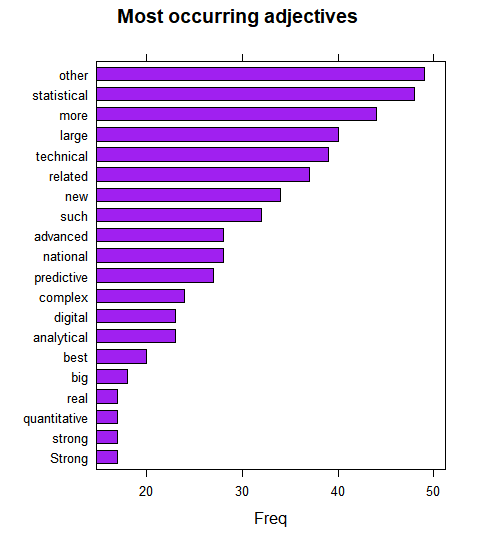 Most occurring adjectives
other
statistical
more
large
technical
related
new
such
advanced
national
predictive
complex
digital
analytical
best
big
real
quantitative
strong
Strong
20 30 40 50
Freq